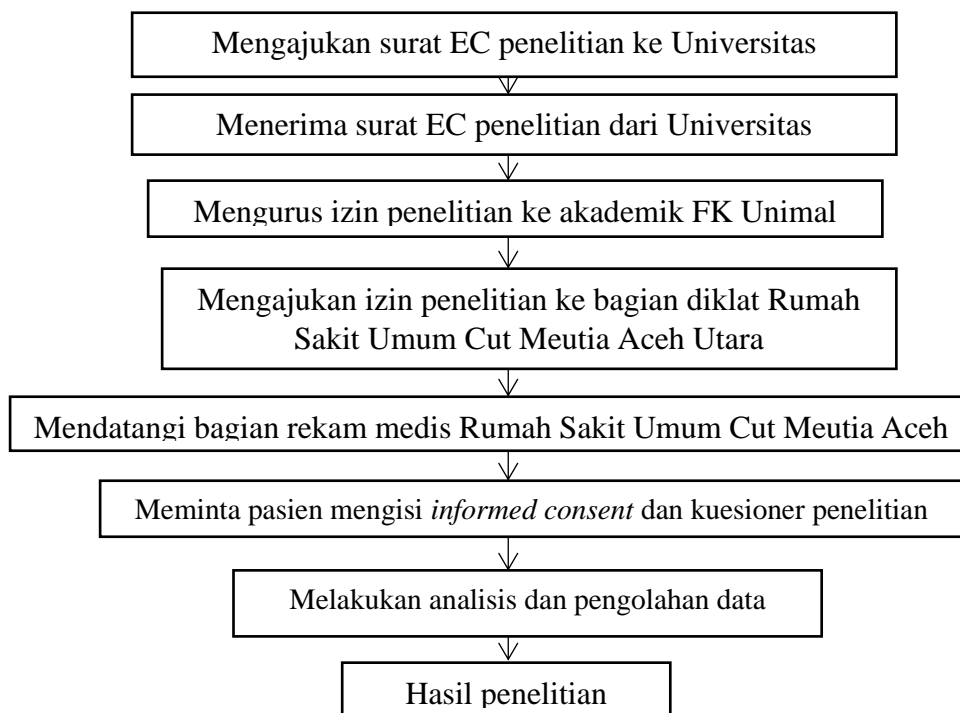 Mengajukan surat EC penelitian ke Universitas
Menerima surat EC penelitian dari Universitas
Mengurus izin penelitian ke akademik FK Unimal
Mengajukan izin penelitian ke bagian diklat Rumah
Sakit Umum Cut Meutia Aceh Utara
Mendatangi bagian rekam medis Rumah Sakit Umum Cut Meutia Aceh
Meminta pasien mengisi informed consent dan kuesioner penelitian
Melakukan analisis dan pengolahan data
Hasil penelitian